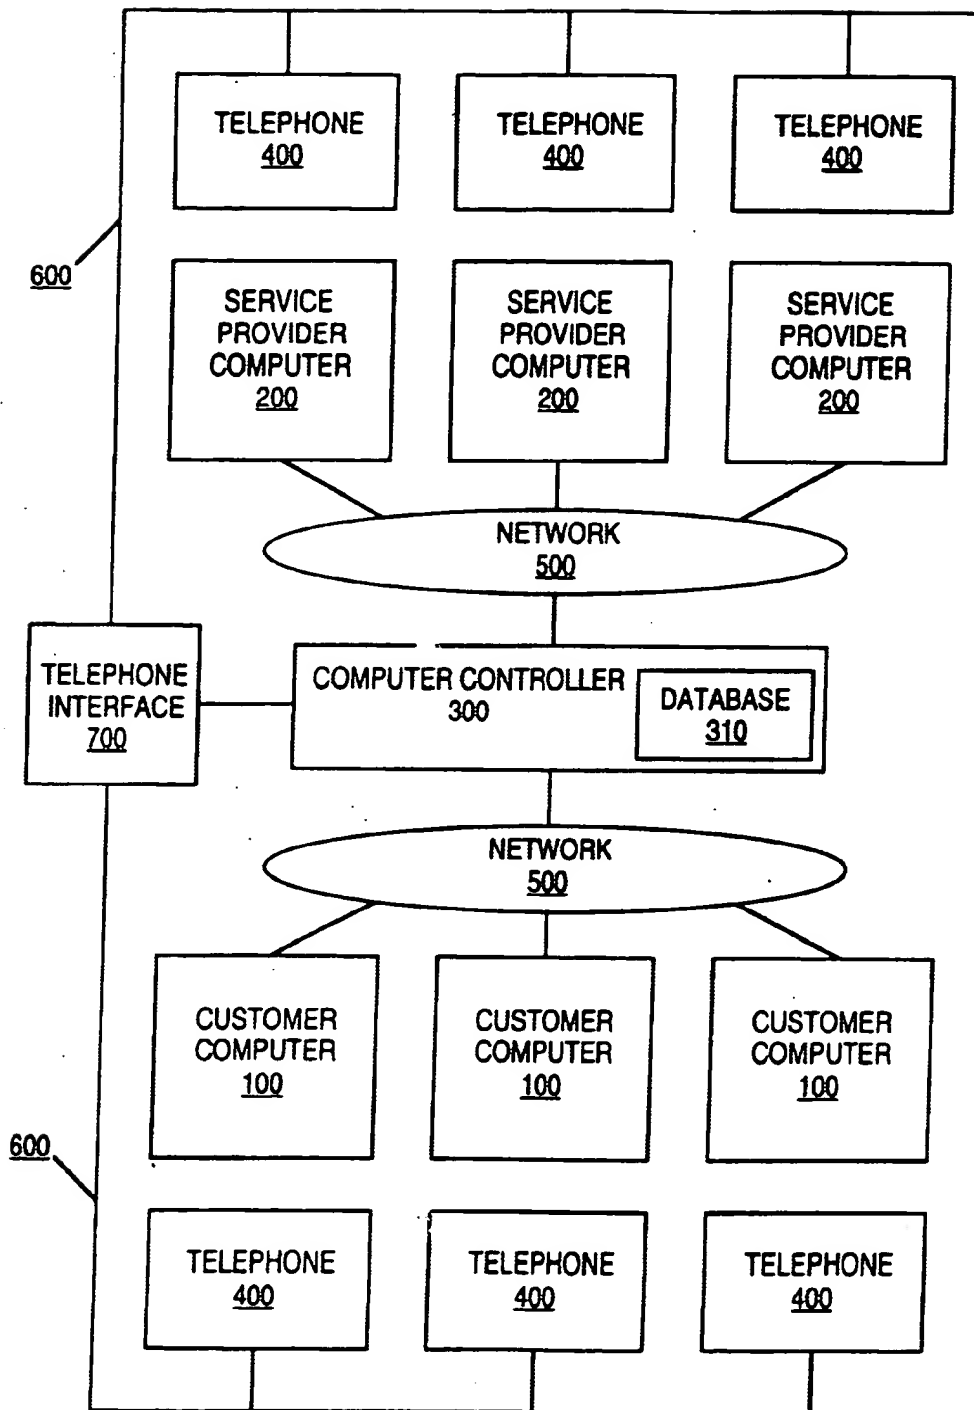 TELEPHONE
400
TELEPHONE
400
TELEPHONE
400
600
SERVICE
PROVIDER
COMPUTER
200
SERVICE
PROVIDER
COMPUTER
200
SERVICE
PROVIDER
COMPUTER
200
NETWORK
500
TELEPHONE
INTERFACE
700
COMPUTER CONTROLLER
300
DATABASE
310
NETWORK
500
CUSTOMER
COMPUTER
100
CUSTOMER
COMPUTER
100
CUSTOMER
COMPUTER
100
600
TELEPHONE
400
TELEPHONE
400
TELEPHONE
400